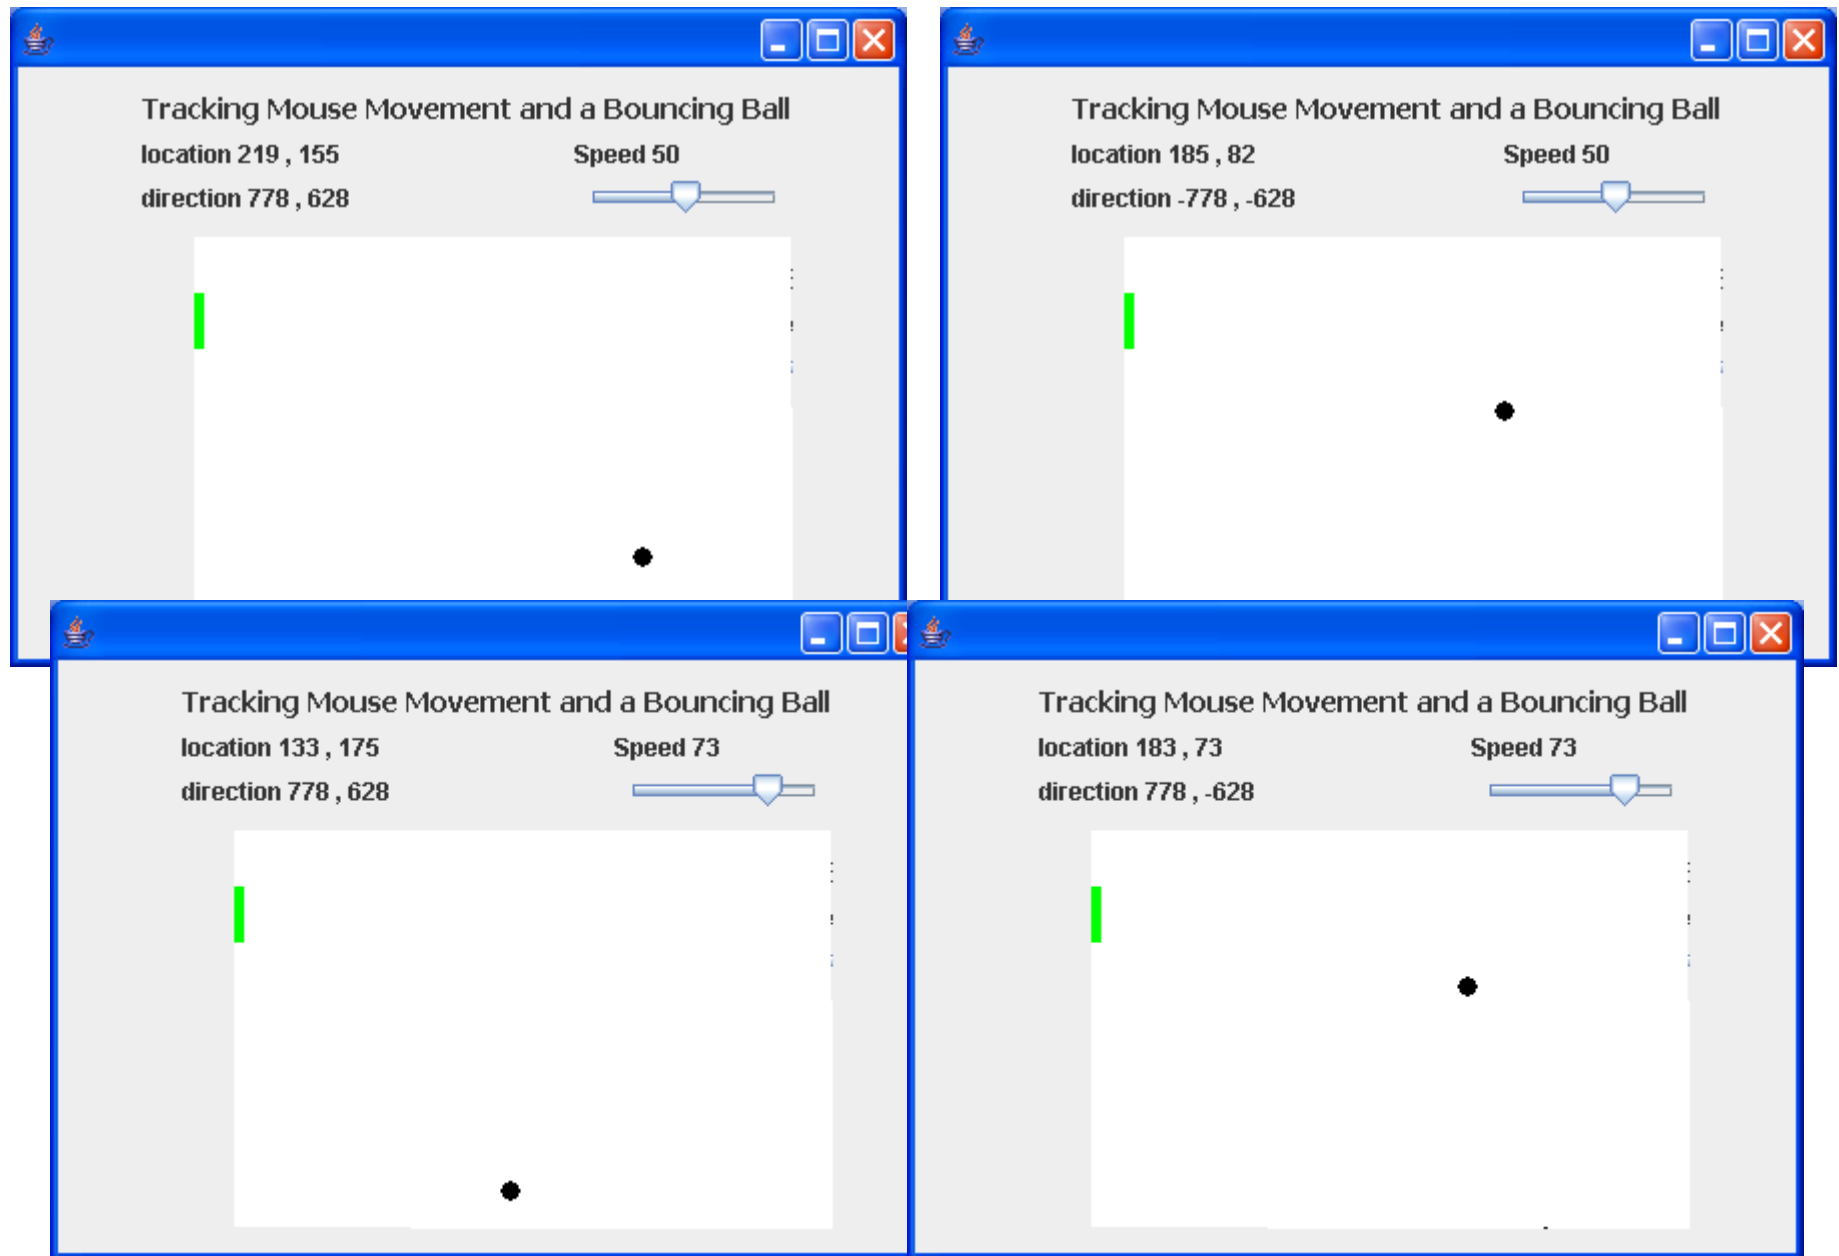 Tracking Mouse Movement and a Bouncing Ball
location 219 , 155
Speed 50
direction 778 , 628
Tracking Mouse Movement and a Bouncing Ball
location 185 , 82
Speed 50
direction -778 , -628
Tracking Mouse Movement and a Bouncing Ball
location 133 , 175
Speed 73
direction 778 , 628
Tracking Mouse Movement and a Bouncing Ball
location 183 , 73
Speed 73
direction 778 , -628